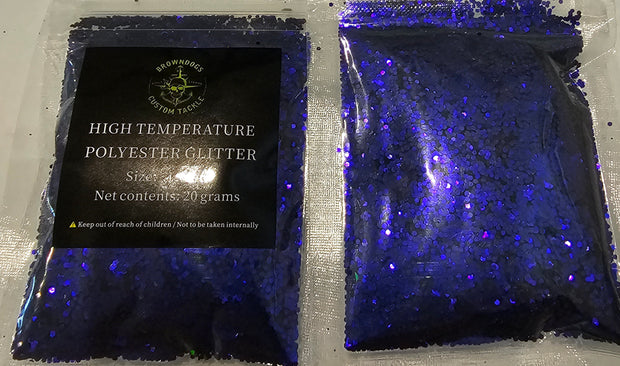 BROWNDOGS
CUSTOM TACKLE
HIGH TEMPERATURE
POLYESTER GLITTER
Size:
Net contents: 20 grams
Keep out of reach of children / Not to be taken internally